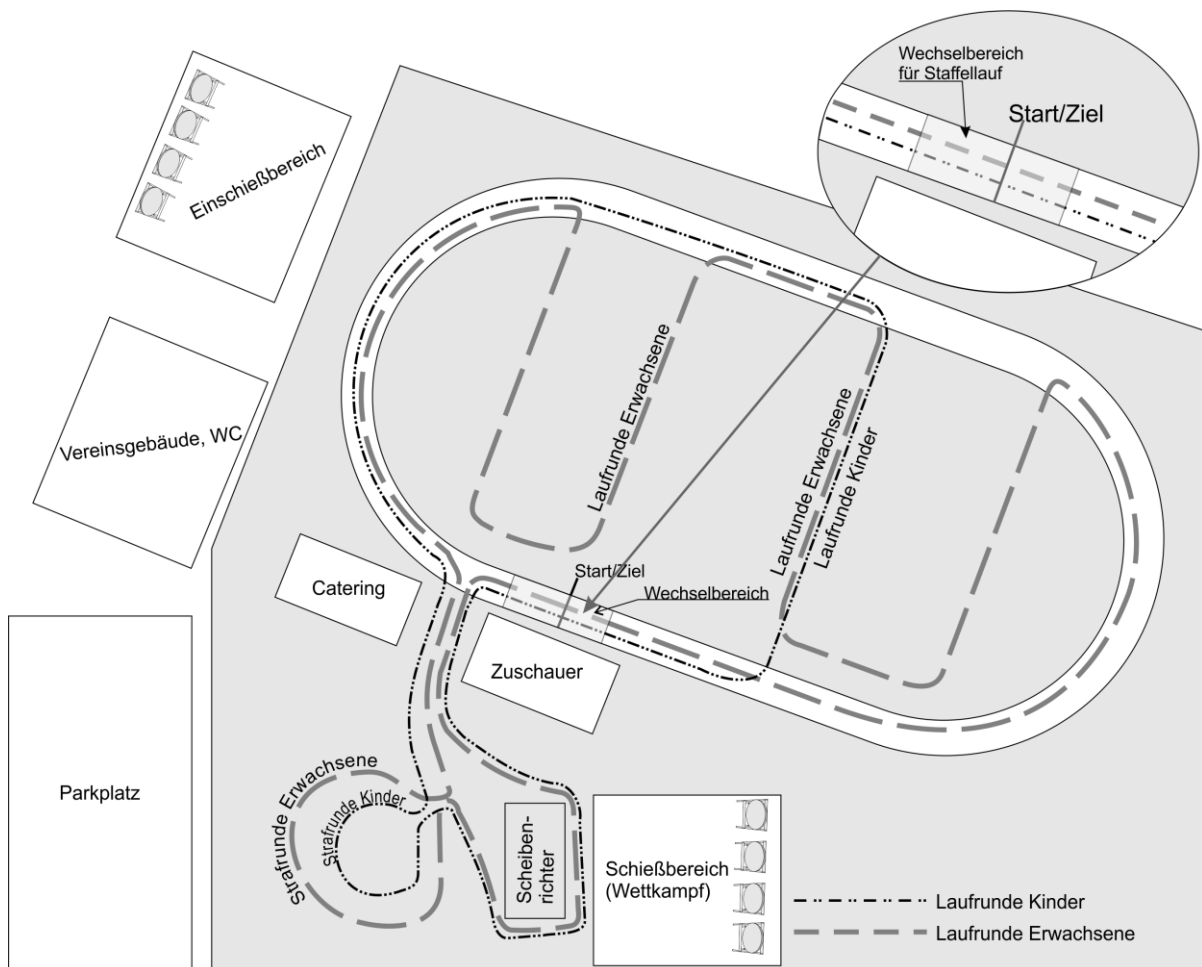 Wechselbereich
für Staffellauf
Start/Ziel
Einschießbereich
Vereinsgebäude, WC
Laufrunde Erwachsene
Laufrunde Erwachsene
Laufrunde Kinder
Catering
Start/Ziel
Wechselbereich
Zuschauer
Parkplatz
Strafrunde Erwachsene
Strafrunde Kinder
Scheiben-
richter
Schießbereich
(Wettkampf)
Laufrunde Kinder
Laufrunde Erwachsene